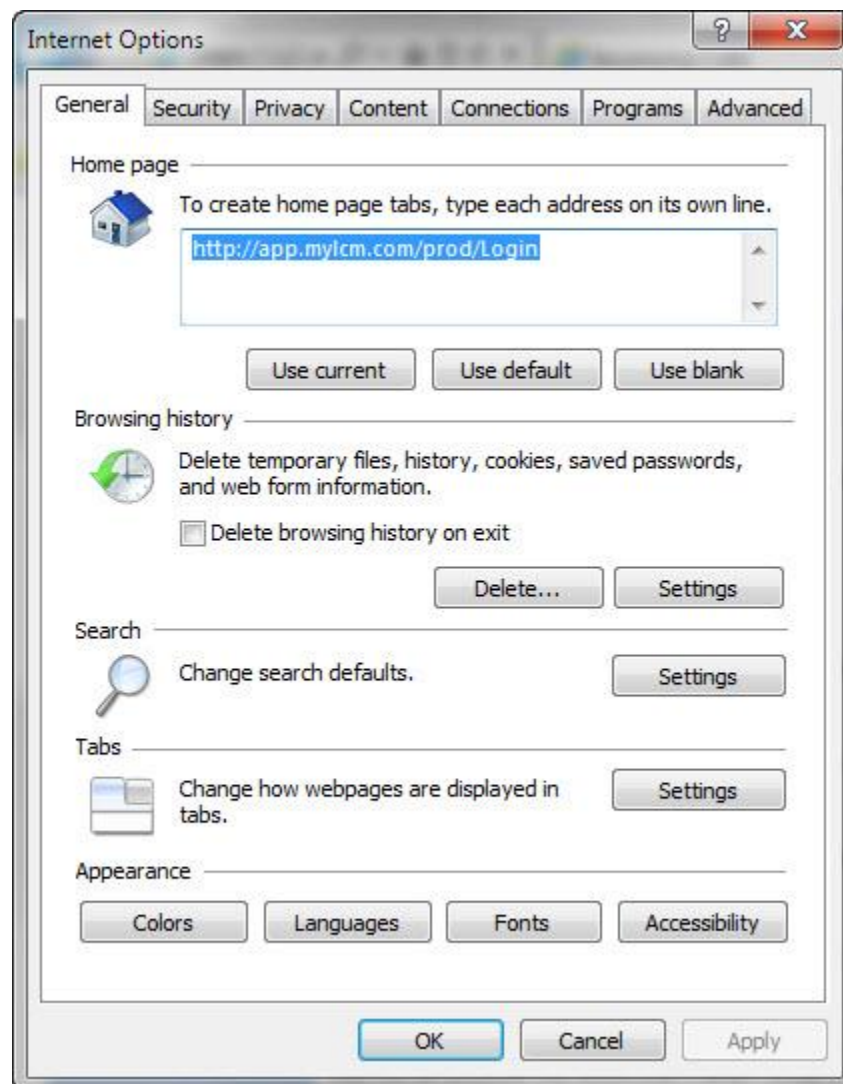 Internet Options
General Security Privacy Content Connections Programs Advanced
Home page
To create home page tabs, type each address on its own line.
http://app.mylcm.com/prod/Login
Use current Use default Use blank
Browsing history
Delete temporary files, history, cookies, saved passwords,
and web form information.
Delete browsing history on exit
Delete... Settings
Search
Change search defaults. Settings
Tabs
Change how webpages are displayed in
tabs.
Settings
Appearance
Colors Languages Fonts Accessibility
OK Cancel Apply